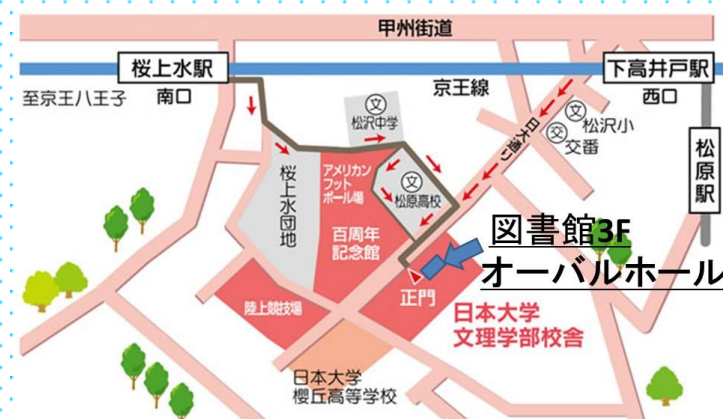 甲州街道
桜上水駅
下高井戸駅
至京王八王子
南口
京王線
西口
文
松沢中学
日大通り
文
松沢小
交
交番
松原駅
桜上水団地
アメリカン
フット
ボール場
文
松原高校
百周年
記念館
図書館3F
オーバルホール
正門
陸上競技場
日本大学
文理学部校舎
日本大学
櫻丘高等学校